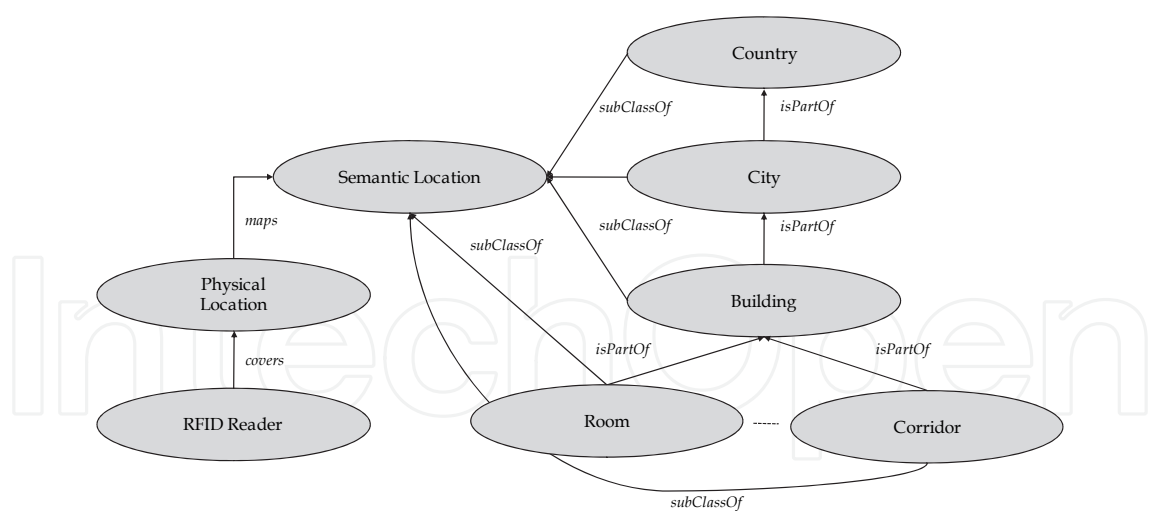 Country
subClassOf
isPartOf
Semantic Location
City
maps
subClassOf
isPartOf
subClassOf
Physical
Location
Building
isPartOf
isPartOf
covers
RFID Reader
Room
Corridor
subClassOf
IntechOpen